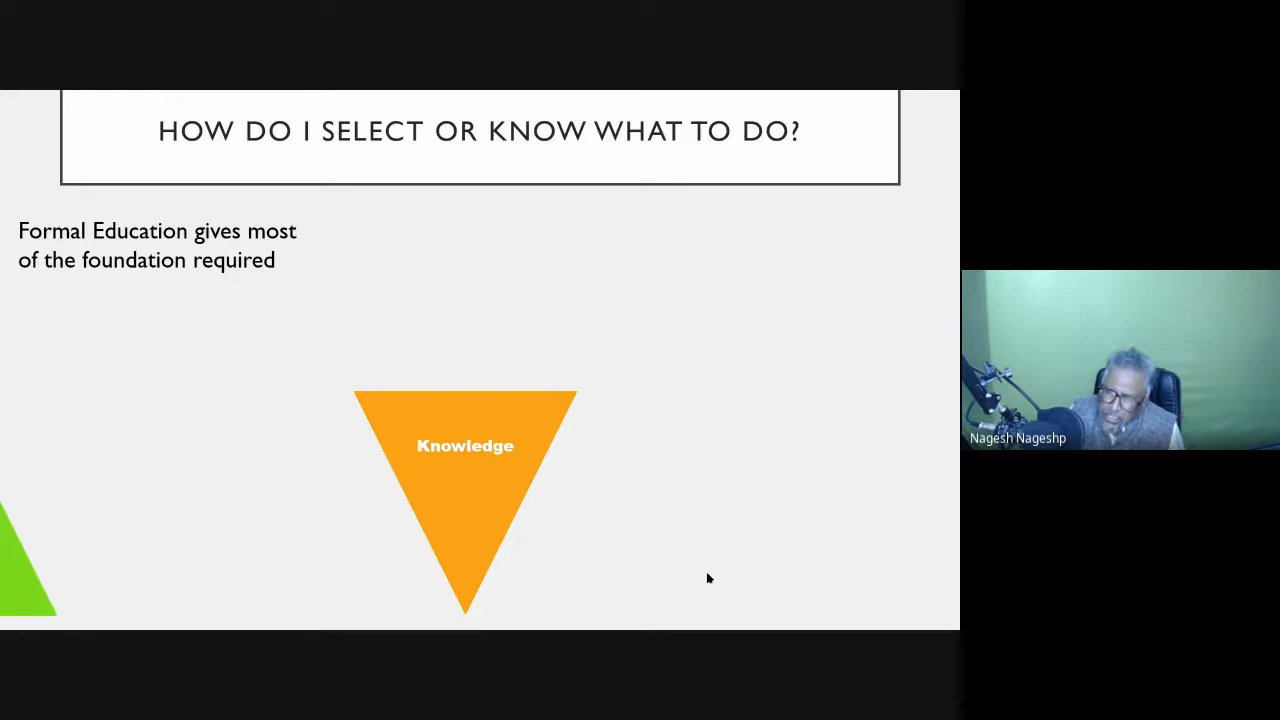 HOW DO I SELECT OR KNOW WHAT TO DO?
Formal Education gives most
of the foundation required
Knowledge
Nagesh Nageshp